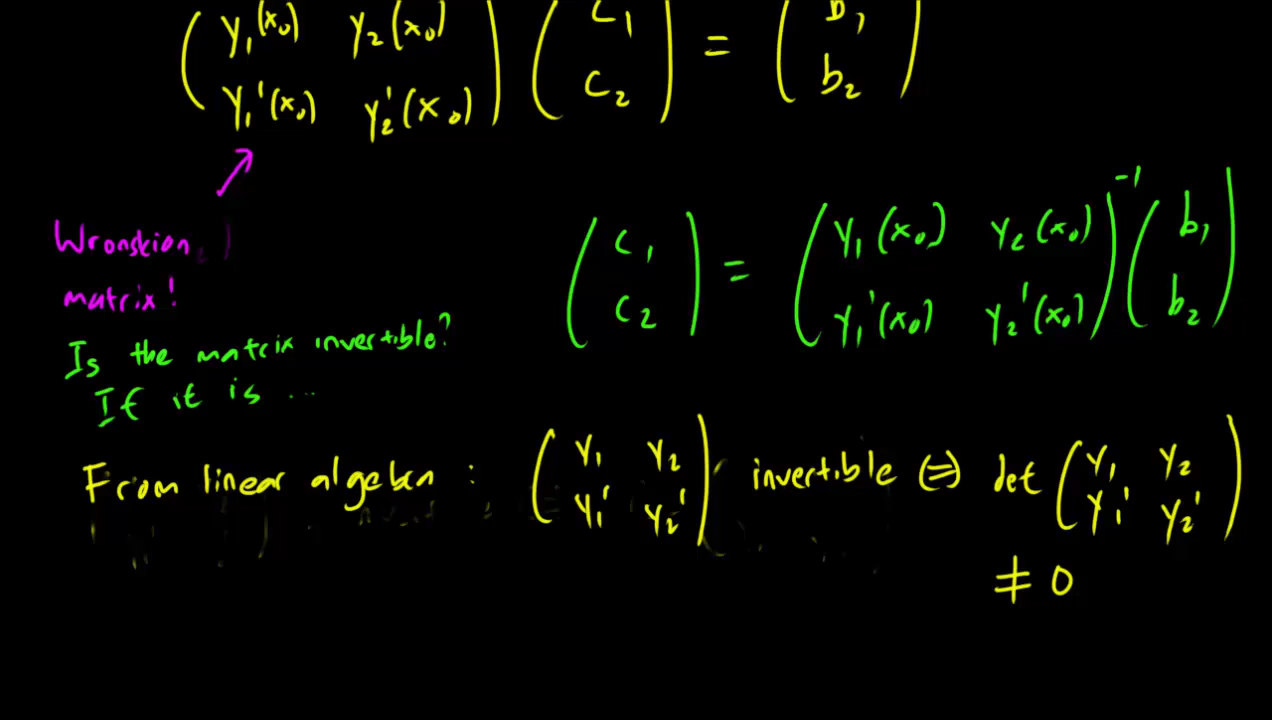 ( y₁(x₀) y₂(x₀) ) ( c₁ ) = ( b₁ )
( y₁'(x₀) y₂'(x₀) ) ( c₂ ) ( b₂ )
Wronskian
matrix!
( c₁ ) = ( y₁(x₀) y₂(x₀) )⁻¹ ( b₁ )
( c₂ ) ( y₁'(x₀) y₂'(x₀) ) ( b₂ )
Is the matrix invertible?
If it is ...
From linear algebra : ( y₁ y₂ ) invertible ⇔ det ( y₁ y₂ )
( y₁' y₂' ) ( y₁' y₂' )
≠ 0